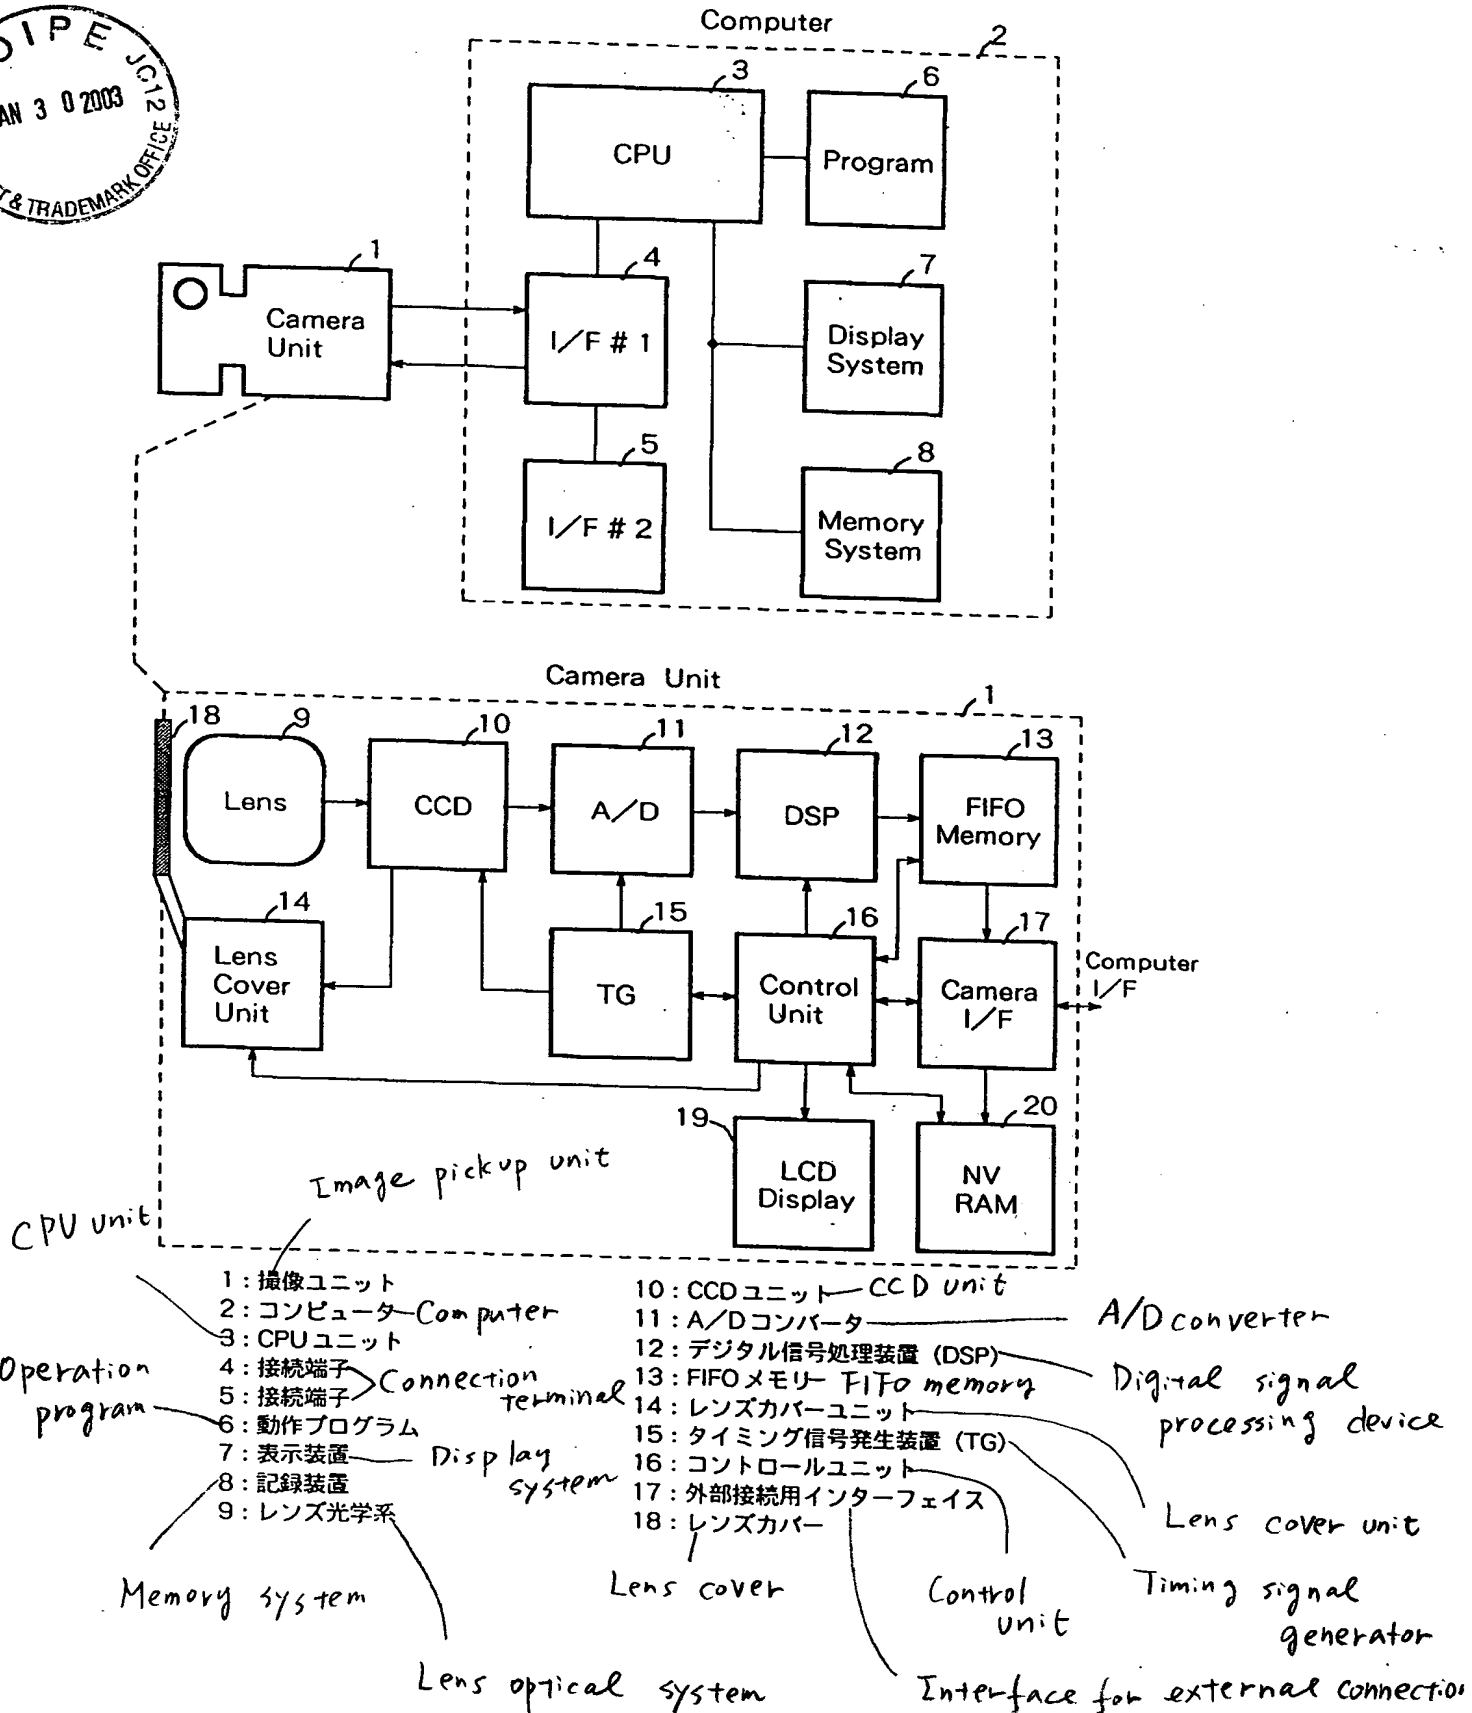 OIPE JC12
JAN 3 0 2003
& TRADEMARK OFFICE
Computer
2
3
CPU
6
Program
1
Camera
Unit
4
I/F # 1
7
Display
System
5
I/F # 2
8
Memory
System
Camera Unit
1
18
9
Lens
10
CCD
11
A/D
12
DSP
13
FIFO
Memory
14
Lens
Cover
Unit
15
TG
16
Control
Unit
17
Camera
I/F
Computer
I/F
19
LCD
Display
20
NV
RAM
Image pickup unit
CPU unit
1 : 撮像ユニット
2 : コンピューター Computer
3 : CPUユニット
4 : 接続端子
5 : 接続端子
Connection
terminal
Operation
program
6 : 動作プログラム
7 : 表示装置
Display
system
8 : 記録装置
9 : レンズ光学系
Memory system
Lens optical system
10 : CCDユニット CCD unit
11 : A/Dコンバータ A/D converter
12 : デジタル信号処理装置 (DSP)
Digital signal
processing device
13 : FIFOメモリー FIFO memory
14 : レンズカバーユニット
15 : タイミング信号発生装置 (TG)
16 : コントロールユニット
17 : 外部接続用インターフェイス
18 : レンズカバー
Lens cover unit
Lens cover
Control
unit
Timing signal
generator
Interface for external connection